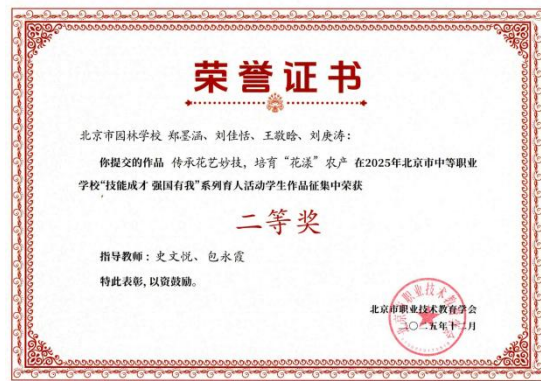 荣誉证书
北京市园林学校 郑墨涵、刘佳恬、王敬晗、刘庚涛：
你提交的作品 传承花艺妙技，培育“花漾”农产 在2025年北京市中等职业
学校“技能成才 强国有我”系列育人活动学生作品征集中荣获
二等奖
指导教师：史文悦、包永霞
特此表彰，以资鼓励。
北京市职业技术教育学会
二〇二五年十二月